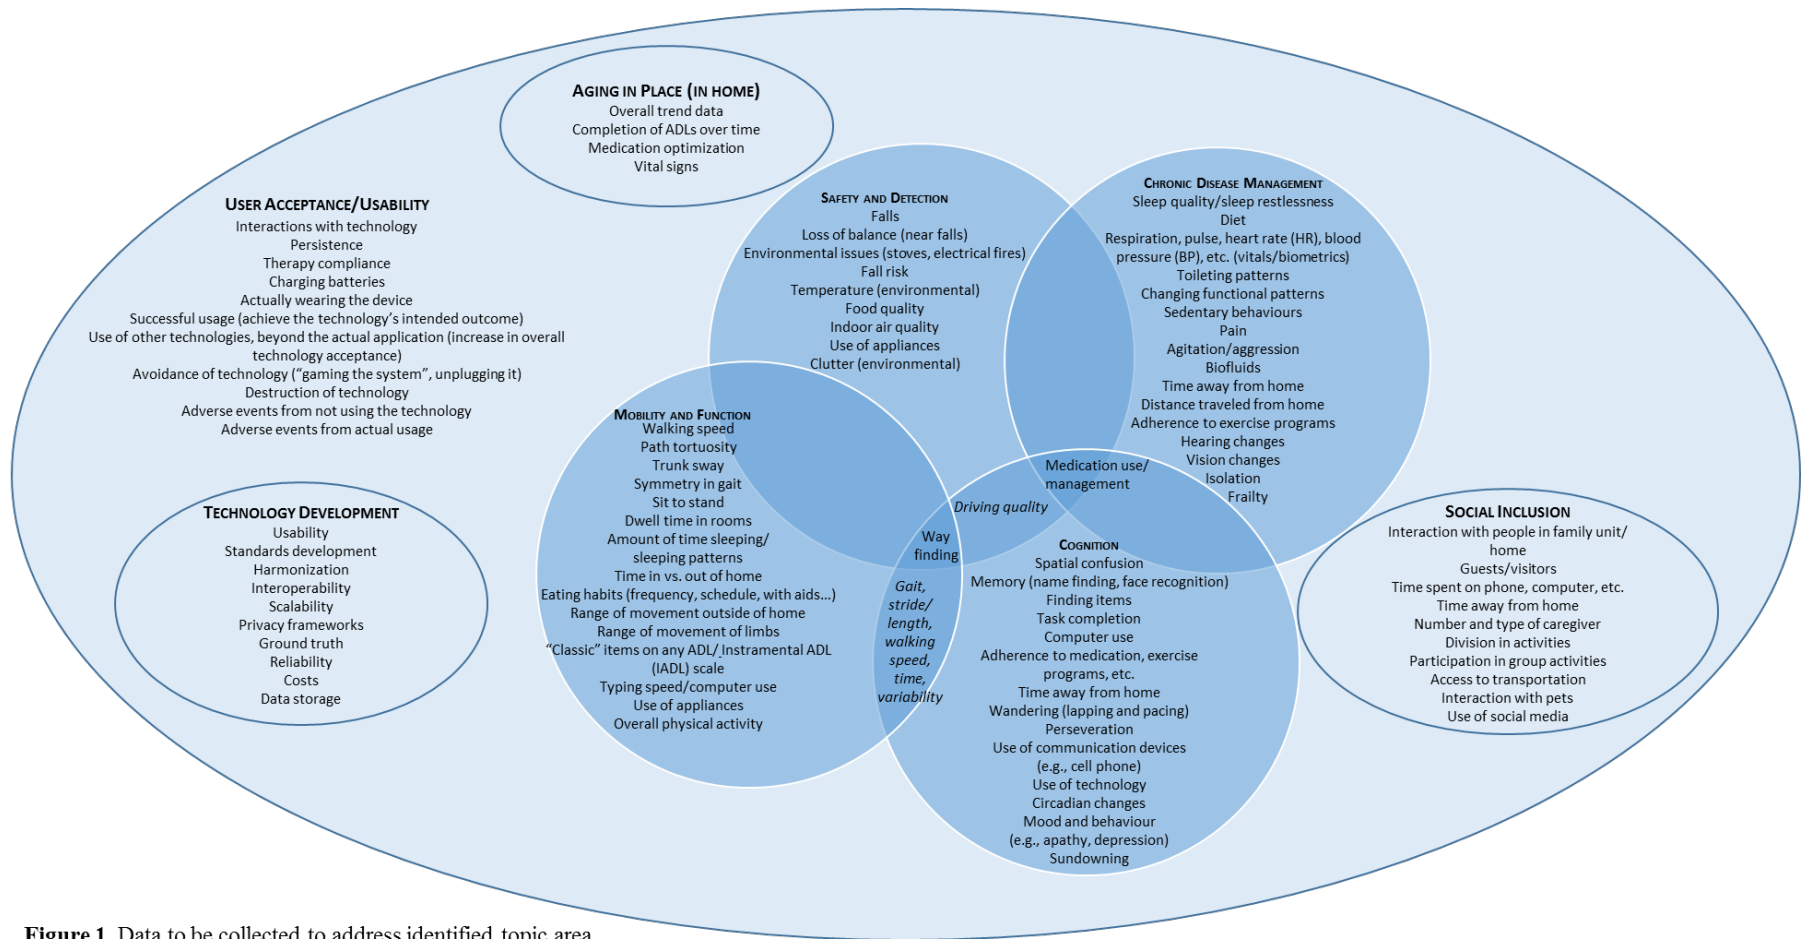 AGING IN PLACE (IN HOME)
Overall trend data
Completion of ADLs over time
Medication optimization
Vital signs
USER ACCEPTANCE/USABILITY
Interactions with technology
Persistence
Therapy compliance
Charging batteries
Actually wearing the device
Successful usage (achieve the technology's intended outcome)
Use of other technologies, beyond the actual application (increase in overall
technology acceptance)
Avoidance of technology ("gaming the system", unplugging it)
Destruction of technology
Adverse events from not using the technology
Adverse events from actual usage
SAFETY AND DETECTION
Falls
Loss of balance (near falls)
Environmental issues (stoves, electrical fires)
Fall risk
Temperature (environmental)
Food quality
Indoor air quality
Use of appliances
Clutter (environmental)
CHRONIC DISEASE MANAGEMENT
Sleep quality/sleep restlessness
Diet
Respiration, pulse, heart rate (HR), blood
pressure (BP), etc. (vitals/biometrics)
Toileting patterns
Changing functional patterns
Sedentary behaviours
Pain
Agitation/aggression
Biofluids
Time away from home
Distance traveled from home
Adherence to exercise programs
Hearing changes
Vision changes
Isolation
Frailty
MOBILITY AND FUNCTION
Walking speed
Path tortuosity
Trunk sway
Symmetry in gait
Sit to stand
Dwell time in rooms
Amount of time sleeping/
sleeping patterns
Time in vs. out of home
Eating habits (frequency, schedule, with aids...)
Range of movement outside of home
Range of movement of limbs
"Classic" items on any ADL/ Instramental ADL
(IADL) scale
Typing speed/computer use
Use of appliances
Overall physical activity
Medication use/
management
Driving quality
Way
finding
Gait,
stride/
length,
walking
speed,
time,
variability
COGNITION
Spatial confusion
Memory (name finding, face recognition)
Finding items
Task completion
Computer use
Adherence to medication, exercise
programs, etc.
Time away from home
Wandering (lapping and pacing)
Perseveration
Use of communication devices
(e.g., cell phone)
Use of technology
Circadian changes
Mood and behaviour
(e.g., apathy, depression)
Sundowning
TECHNOLOGY DEVELOPMENT
Usability
Standards development
Harmonization
Interoperability
Scalability
Privacy frameworks
Ground truth
Reliability
Costs
Data storage
SOCIAL INCLUSION
Interaction with people in family unit/
home
Guests/visitors
Time spent on phone, computer, etc.
Time away from home
Number and type of caregiver
Division in activities
Participation in group activities
Access to transportation
Interaction with pets
Use of social media
Figure 1. Data to be collected to address identified topic area